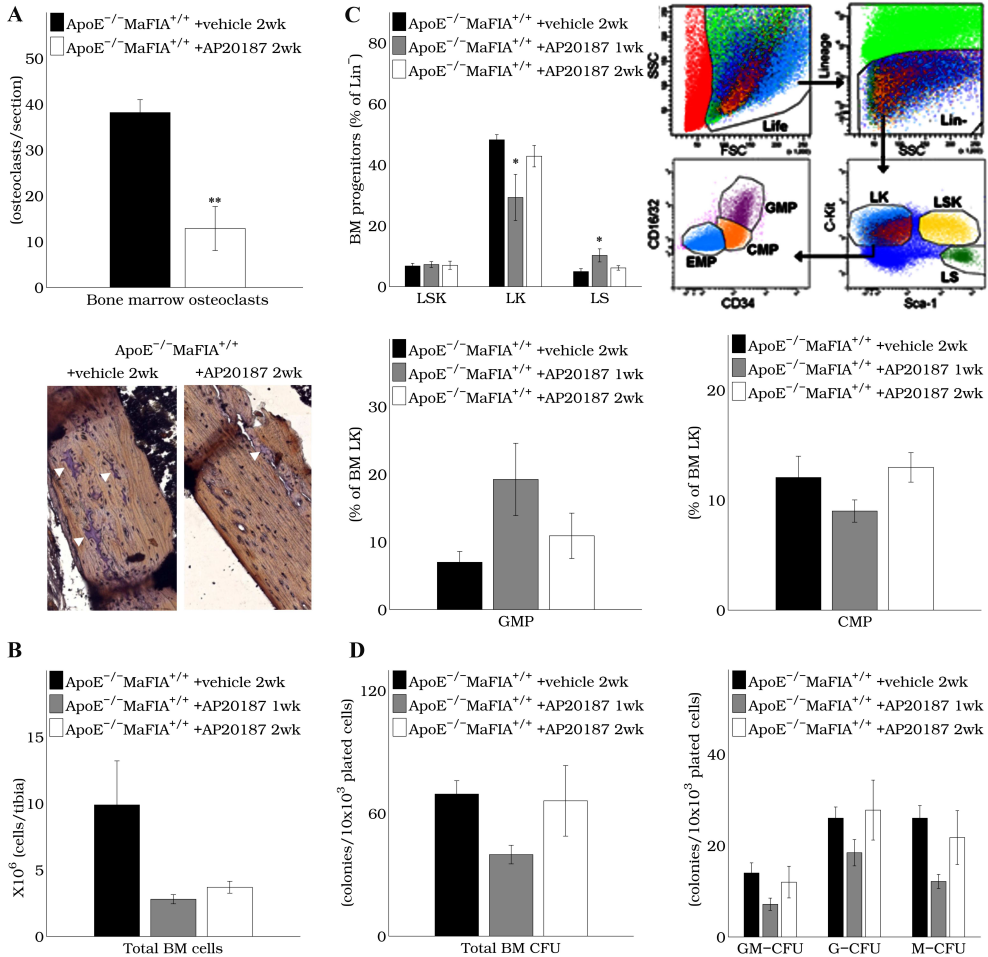 A
ApoE−/−MaFIA+/+ +vehicle 2wk
ApoE−/−MaFIA+/+ +AP20187 2wk
(osteoclasts/section)
50
40
30
20
10
0
**
Bone marrow osteoclasts
ApoE−/−MaFIA+/+
+vehicle 2wk
+AP20187 2wk
B
ApoE−/−MaFIA+/+ +vehicle 2wk
ApoE−/−MaFIA+/+ +AP20187 1wk
ApoE−/−MaFIA+/+ +AP20187 2wk
X10⁶ (cells/tibia)
15
10
5
0
Total BM cells
C
ApoE−/−MaFIA+/+ +vehicle 2wk
ApoE−/−MaFIA+/+ +AP20187 1wk
ApoE−/−MaFIA+/+ +AP20187 2wk
BM progenitors (% of Lin−)
80
60
40
20
0
*
*
LSK
LK
LS
SSC
Life
FSC
Lineage
Lin-
SSC
CD16/32
GMP
CMP
EMP
CD34
C-Kit
LK
LSK
LS
Sca-1
ApoE−/−MaFIA+/+ +vehicle 2wk
ApoE−/−MaFIA+/+ +AP20187 1wk
ApoE−/−MaFIA+/+ +AP20187 2wk
(% of BM LK)
30
20
10
0
GMP
ApoE−/−MaFIA+/+ +vehicle 2wk
ApoE−/−MaFIA+/+ +AP20187 1wk
ApoE−/−MaFIA+/+ +AP20187 2wk
(% of BM LK)
20
10
0
CMP
D
ApoE−/−MaFIA+/+ +vehicle 2wk
ApoE−/−MaFIA+/+ +AP20187 1wk
ApoE−/−MaFIA+/+ +AP20187 2wk
(colonies/10x10³ plated cells)
120
60
0
Total BM CFU
ApoE−/−MaFIA+/+ +vehicle 2wk
ApoE−/−MaFIA+/+ +AP20187 1wk
ApoE−/−MaFIA+/+ +AP20187 2wk
(colonies/10x10³ plated cells)
40
20
0
GM−CFU
G−CFU
M−CFU